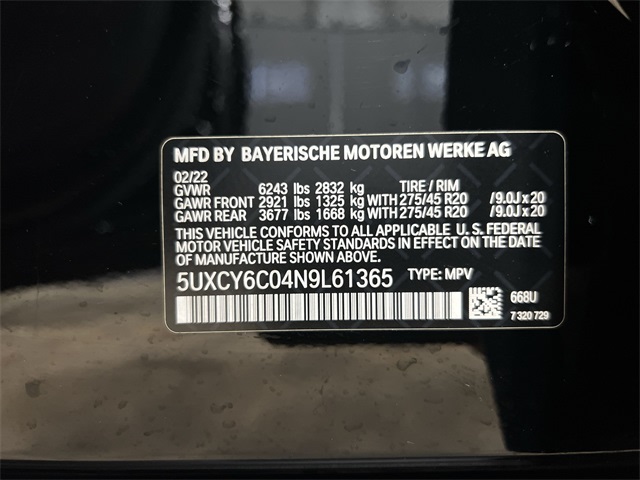 MFD BY BAYERISCHE MOTOREN WERKE AG
02/22
GVWR 6243 lbs 2832 kg TIRE / RIM
GAWR FRONT 2921 lbs 1325 kg WITH 275/45 R20 / 9.0J x 20
GAWR REAR 3677 lbs 1668 kg WITH 275/45 R20 / 9.0J x 20
THIS VEHICLE CONFORMS TO ALL APPLICABLE U. S. FEDERAL
MOTOR VEHICLE SAFETY STANDARDS IN EFFECT ON THE DATE
OF MANUFACTURE SHOWN ABOVE.
5UXCY6C04N9L61365 TYPE: MPV
668U
7 320 729